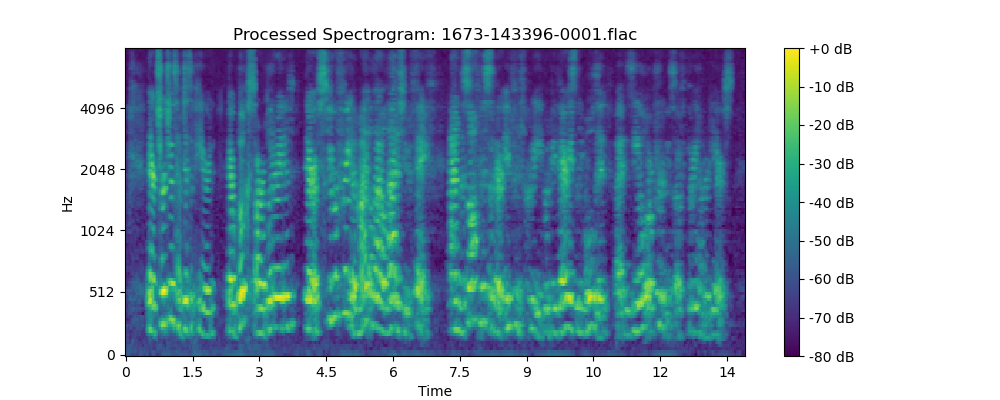 Processed Spectrogram: 1673-143396-0001.flac
+0 dB
-10 dB
-20 dB
-30 dB
-40 dB
-50 dB
-60 dB
-70 dB
-80 dB
Hz
4096
2048
1024
512
0
0 1.5 3 4.5 6 7.5 9 10 12 14
Time